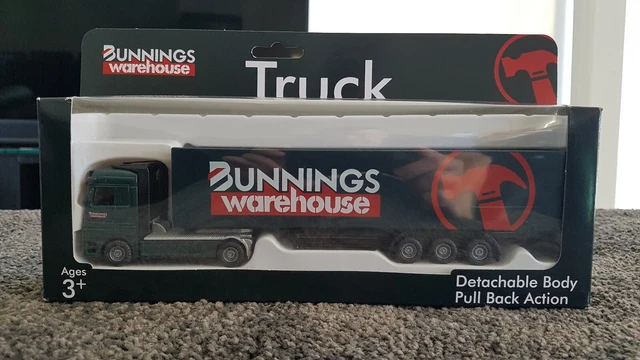 BUNNINGS
warehouse
Truck
BUNNINGS
warehouse
Ages
3+
Detachable Body
Pull Back Action